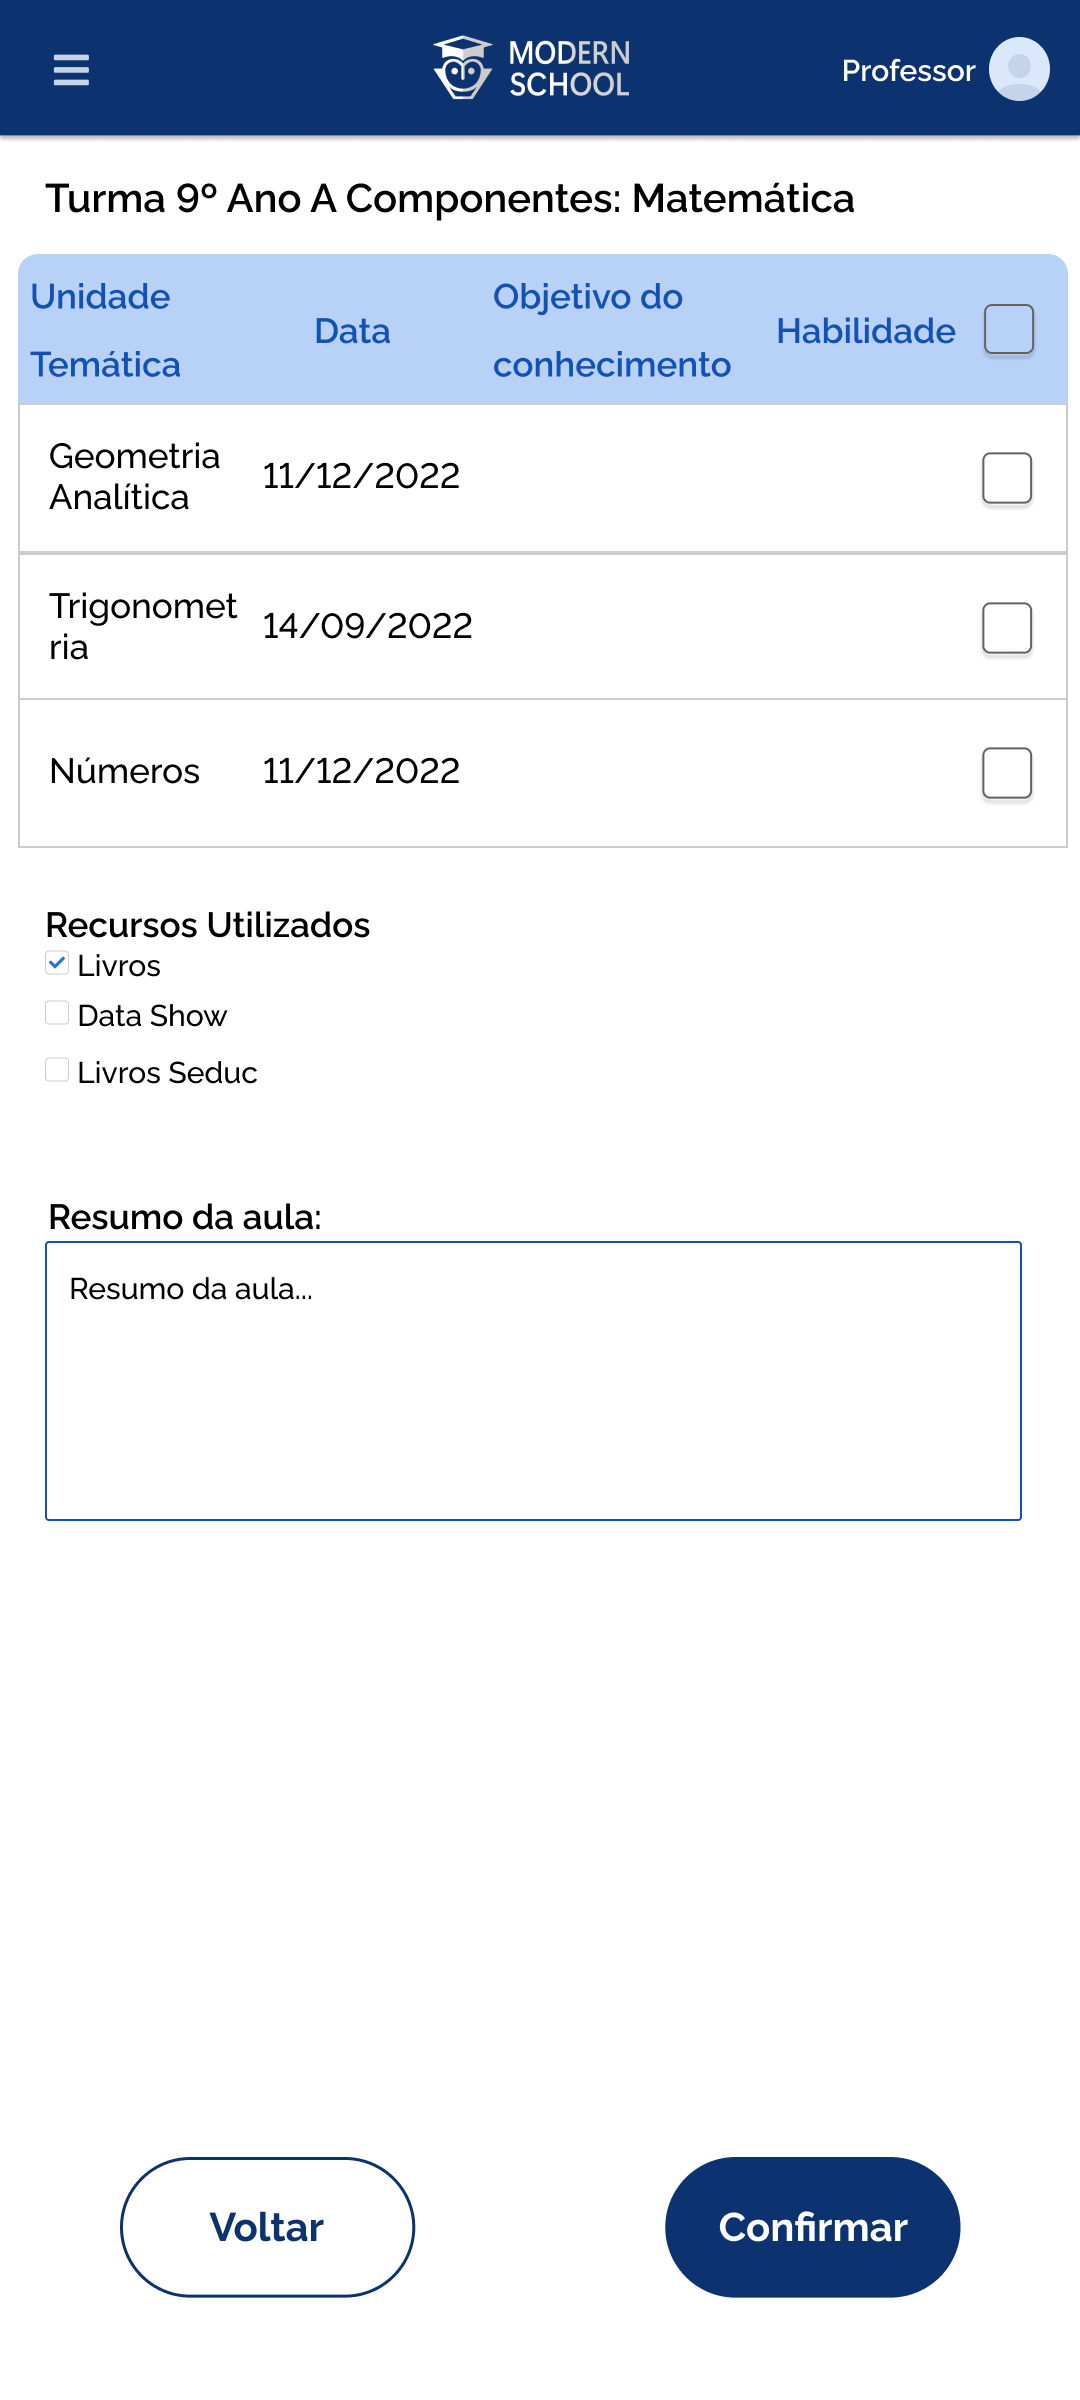 MODERN
SCHOOL
Professor
Turma 9º Ano A Componentes: Matemática
Unidade
Temática
Data
Objetivo do
conhecimento
Habilidade
Geometria
Analítica
11/12/2022
Trigonomet
ria
14/09/2022
Números
11/12/2022
Recursos Utilizados
Livros
Data Show
Livros Seduc
Resumo da aula:
Resumo da aula...
Voltar
Confirmar